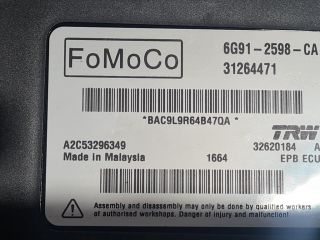 FoMoCo
6G91-2598-CA
31264471
*BAC9L9R64B47QA*
TRW
A2C53296349
32620184 A
Made in Malaysia 1664 EPB ECU
Assembly and disassembly may only be done by qualified workers
of authorised workshops. Danger of injury and malfunction!